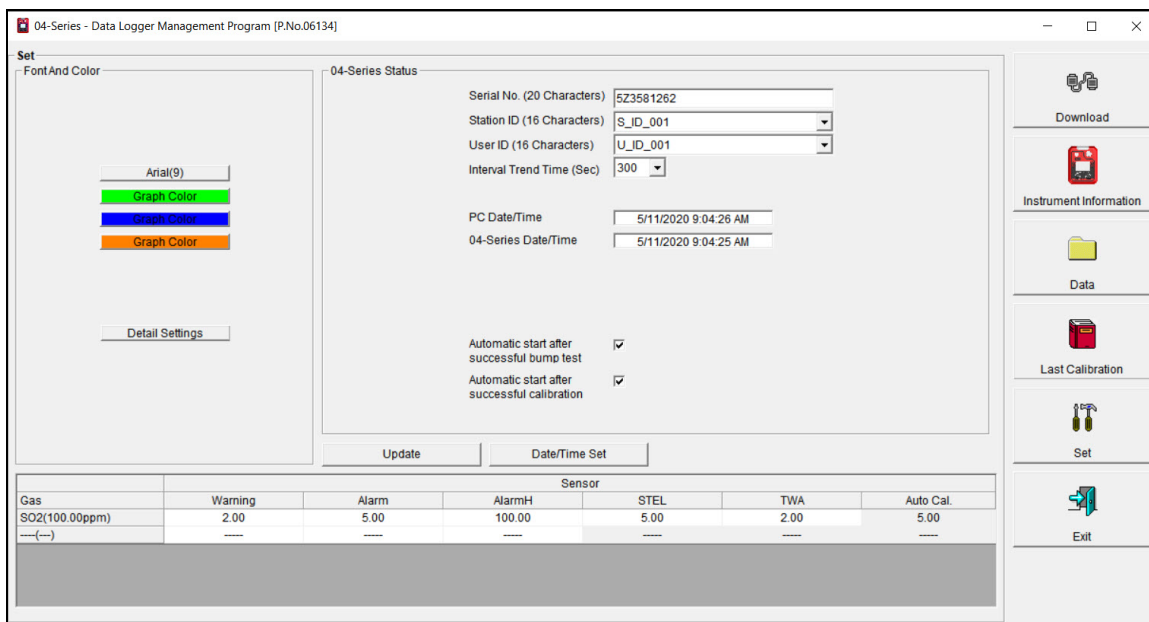 04-Series - Data Logger Management Program [P.No.06134]
Set
Font And Color
Arial(9)
Graph Color
Graph Color
Graph Color
Detail Settings
04-Series Status
Serial No. (20 Characters) 5Z3581262
Station ID (16 Characters) S_ID_001
User ID (16 Characters) U_ID_001
Interval Trend Time (Sec) 300
PC Date/Time 5/11/2020 9:04:26 AM
04-Series Date/Time 5/11/2020 9:04:25 AM
Automatic start after
successful bump test
Automatic start after
successful calibration
Update Date/Time Set
Sensor
Gas Warning Alarm AlarmH STEL TWA Auto Cal.
SO2(100.00ppm) 2.00 5.00 100.00 5.00 2.00 5.00
----(---) ----- ----- ----- ----- ----- -----
Download
Instrument Information
Data
Last Calibration
Set
Exit